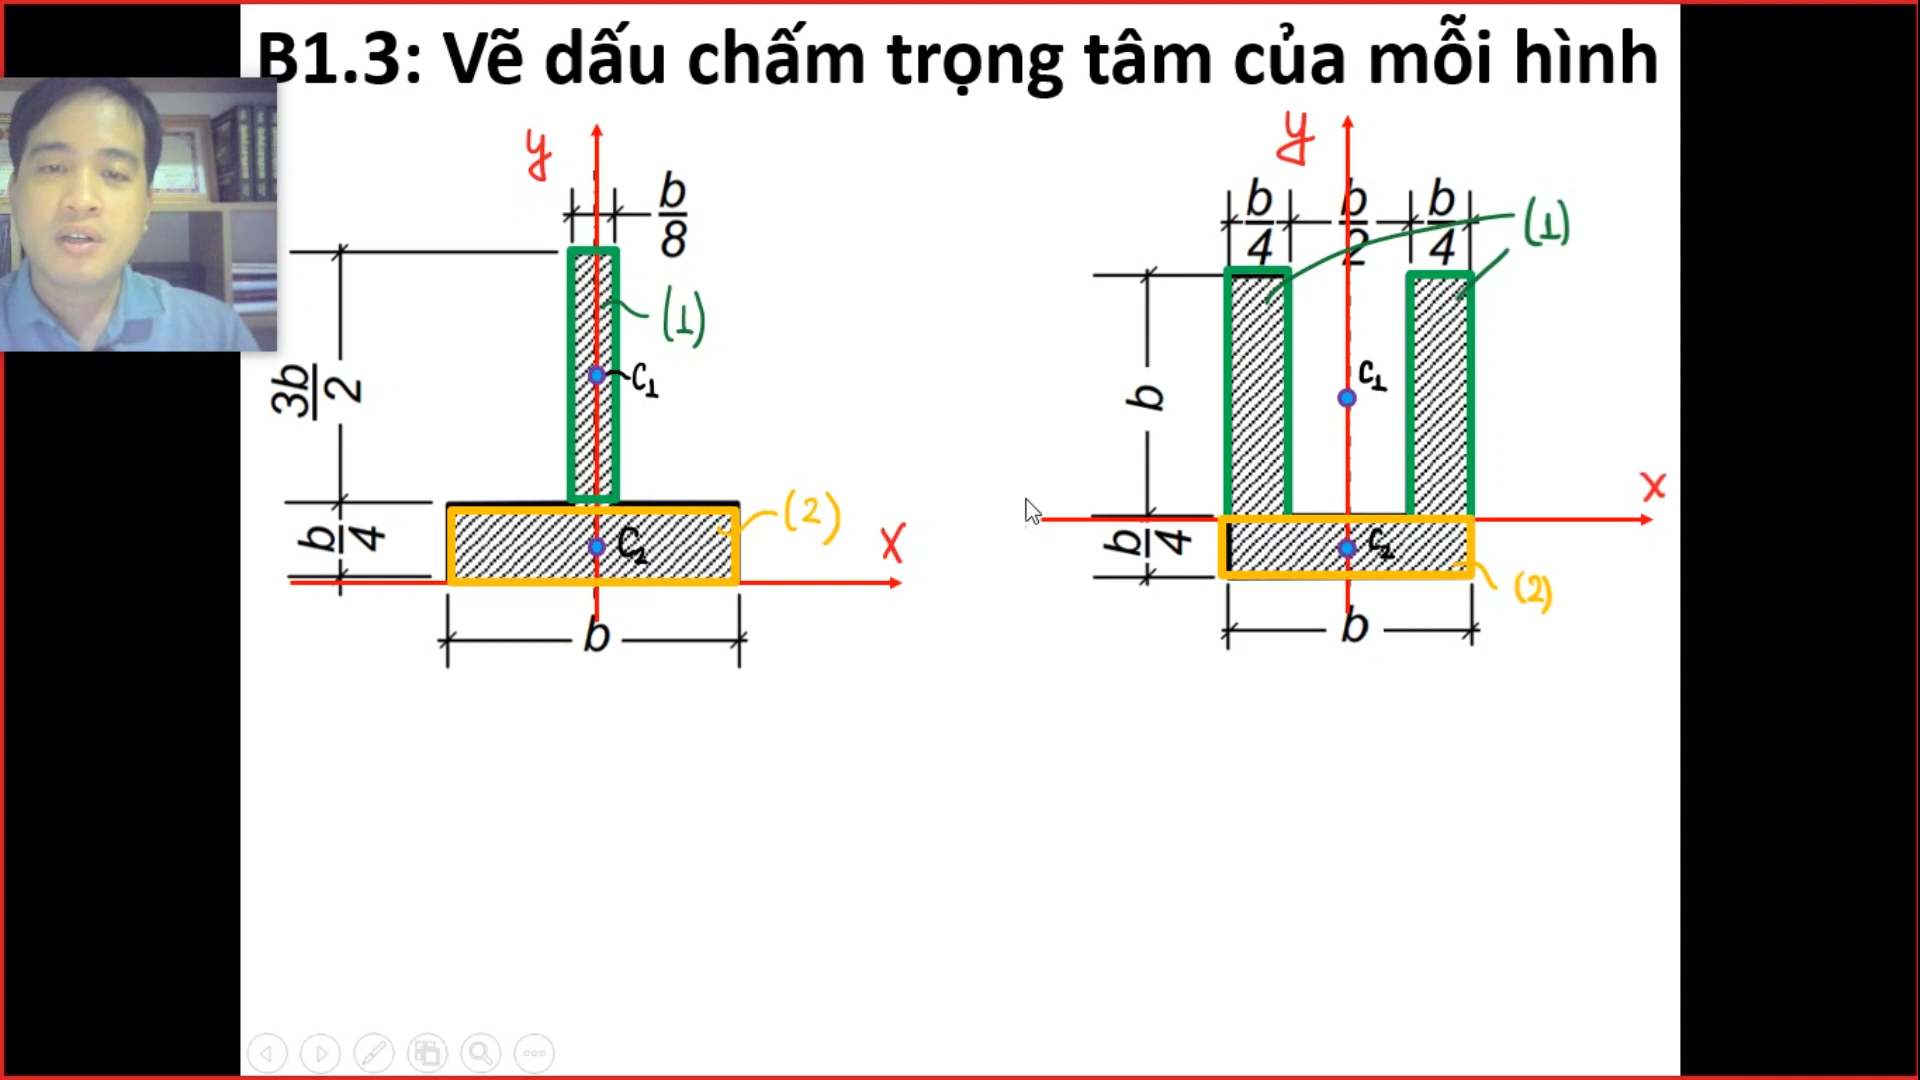 B1.3: Vẽ dấu chấm trọng tâm của mỗi hình
y
b
8
(1)
3b
2
C1
(2)
b
4
C2
x
b
y
b
4
b
2
b
4
(1)
b
C1
x
b
4
C2
(2)
b